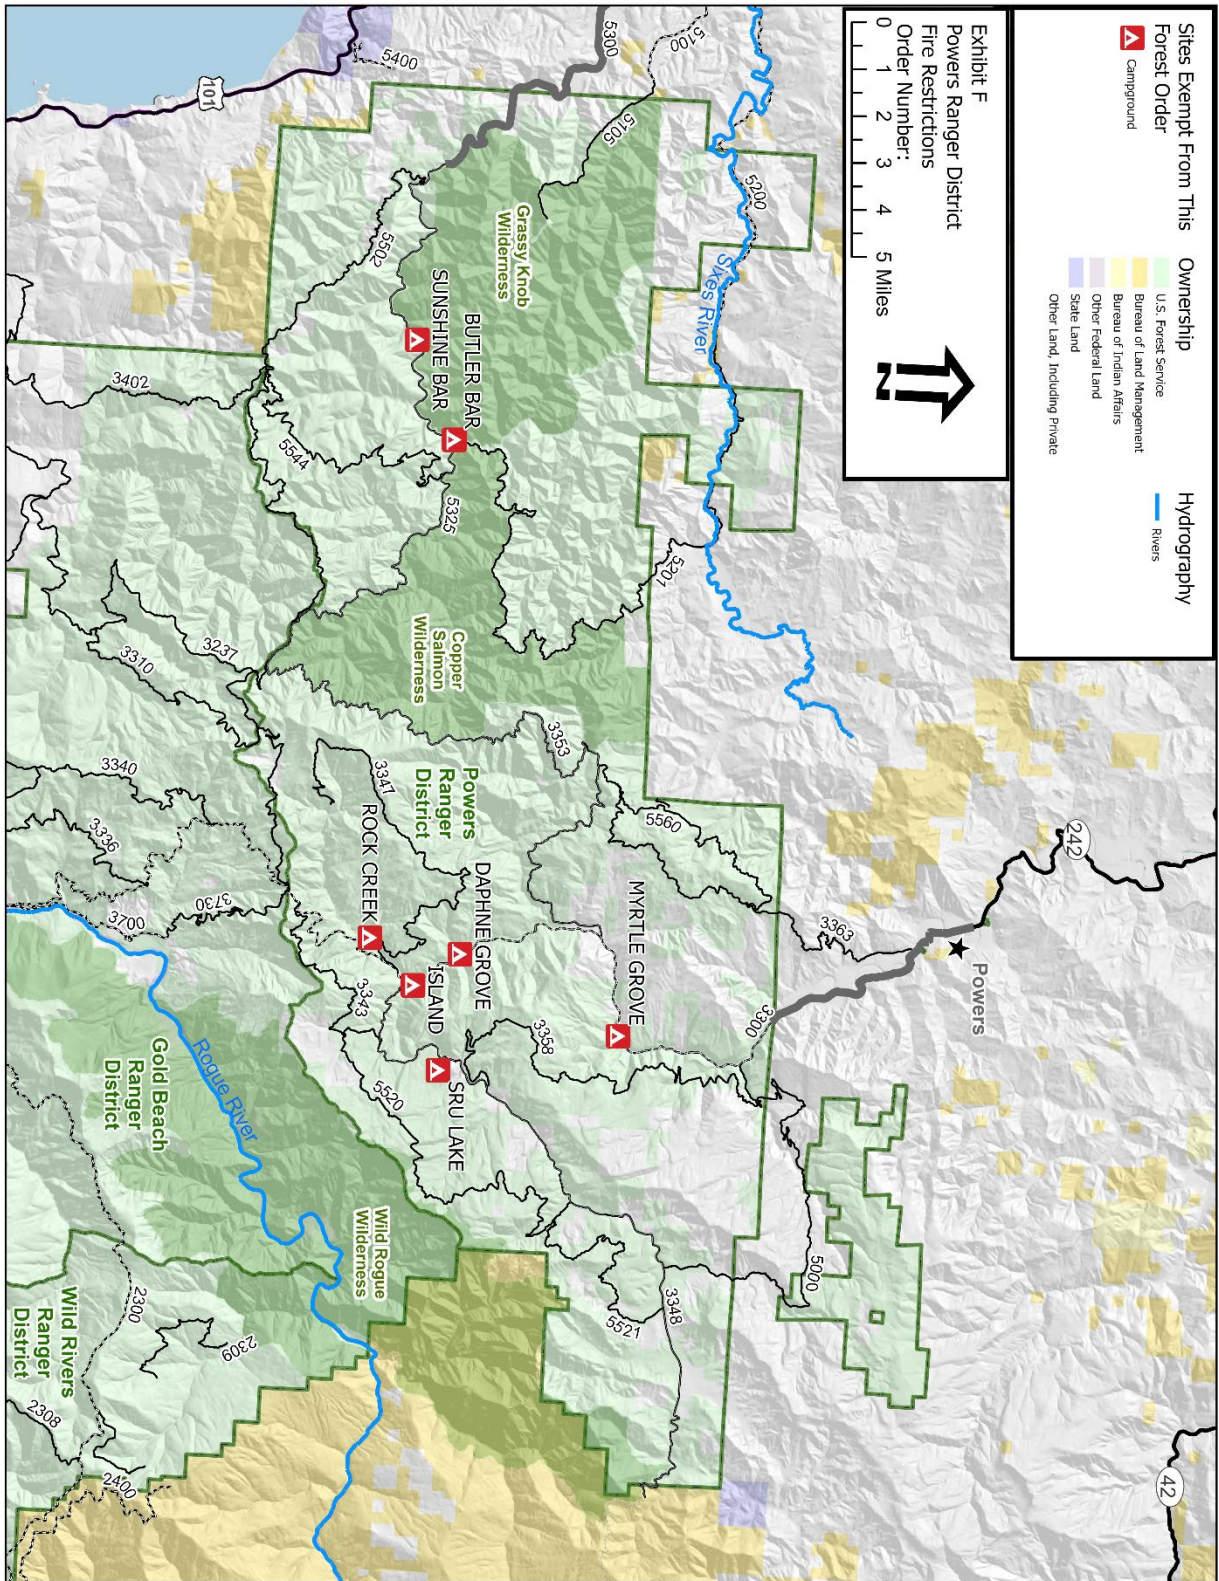 Sites Exempt From This
Forest Order
Campground
Ownership
U.S. Forest Service
Bureau of Land Management
Bureau of Indian Affairs
Other Federal Land
State Land
Other Land, Including Private
Hydrography
Rivers
Exhibit F
Powers Ranger District
Fire Restrictions
Order Number:
0 1 2 3 4 5 Miles
N
5100
5300
5400
101
5105
5200
Sixes River
Grassy Knob
Wilderness
5502
SUNSHINE BAR
BUTLER BAR
3402
5544
5325
5201
Copper
Salmon
Wilderness
3237
3310
3353
3347
Powers
Ranger
District
5560
242
3363
Powers
3300
3340
3336
3730
3700
ROCK CREEK
DAPHNE GROVE
ISLAND
MYRTLE GROVE
3343
3358
SRU LAKE
5520
Rogue River
Gold Beach
Ranger
District
Wild Rogue
Wilderness
5000
3348
5521
2300
2309
Wild Rivers
Ranger
District
2308
2400
42